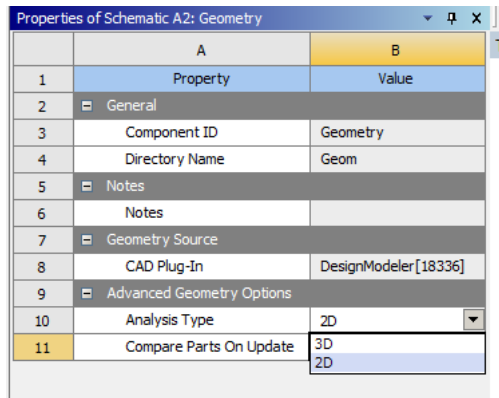 Properties of Schematic A2: Geometry
A B
1 Property Value
2 General
3 Component ID Geometry
4 Directory Name Geom
5 Notes
6 Notes
7 Geometry Source
8 CAD Plug-In DesignModeler[18336]
9 Advanced Geometry Options
10 Analysis Type 2D
11 Compare Parts On Update 3D
2D